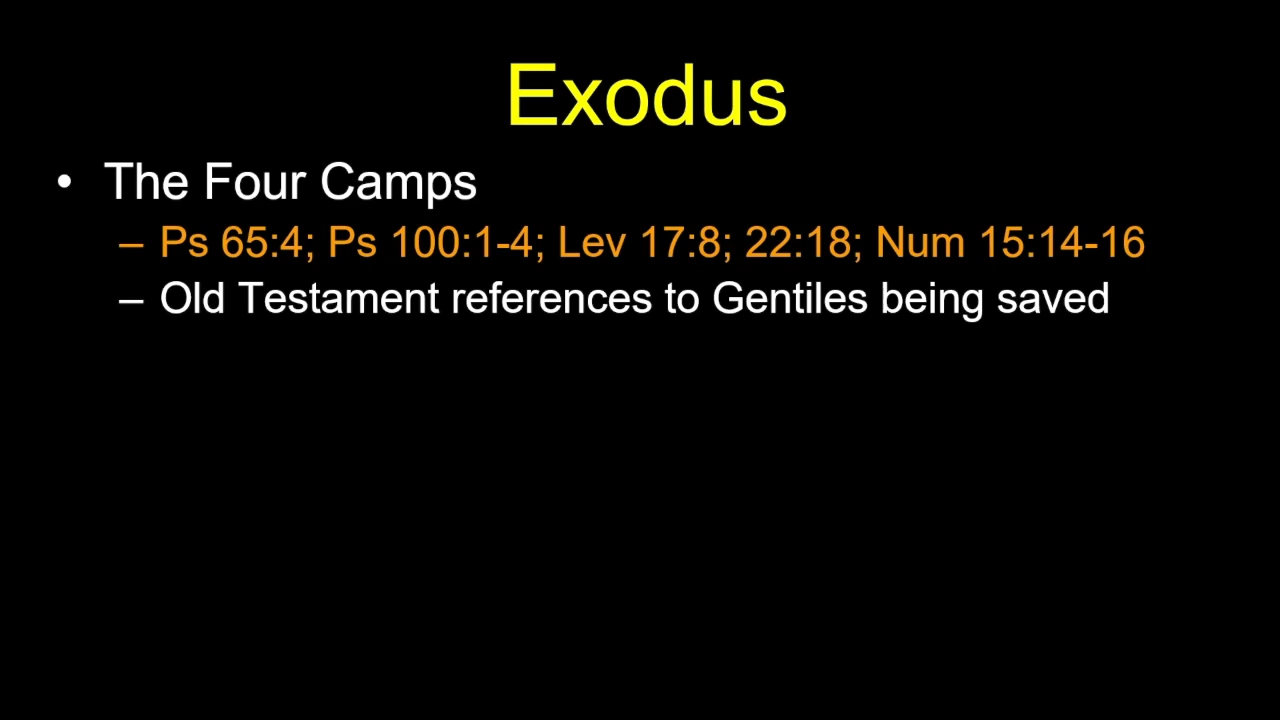 Exodus
• The Four Camps
– Ps 65:4; Ps 100:1-4; Lev 17:8; 22:18; Num 15:14-16
– Old Testament references to Gentiles being saved